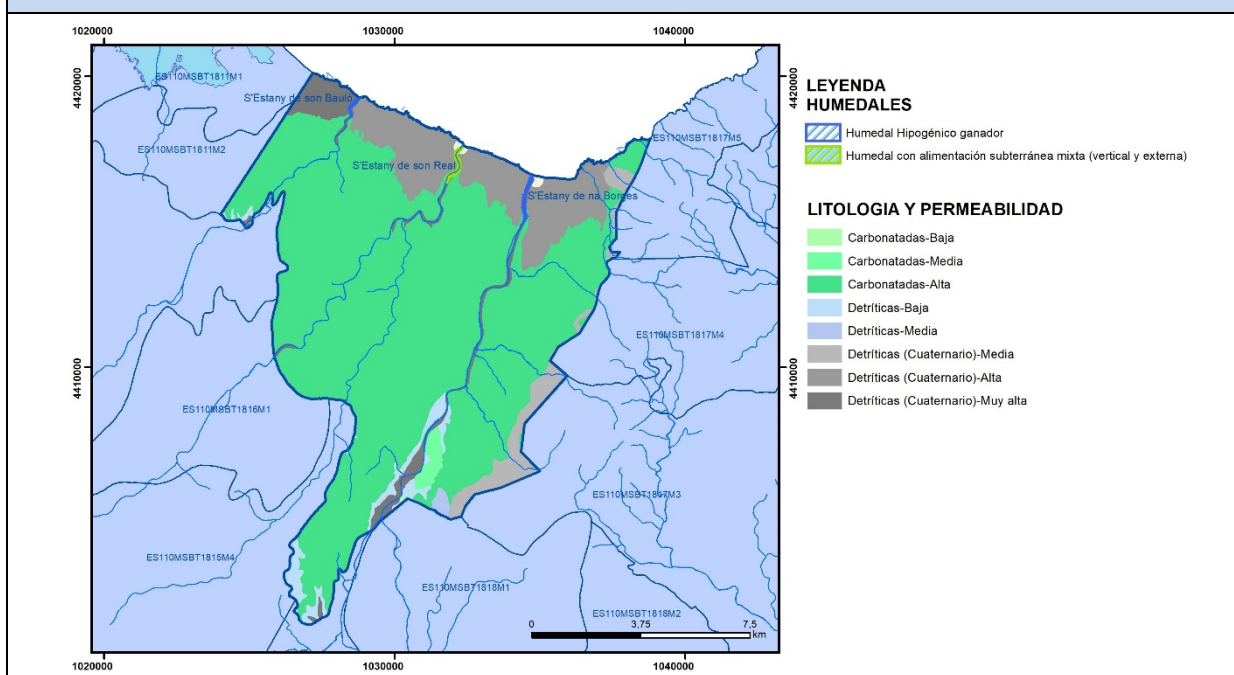 1020000
1030000
1040000
4420000
4420000
ES110MSBT1811M1
S'Estany de son Baulo
ES110MSBT1817M5
ES110MSBT1811M2
S'Estany de son Real
S'Estany de na Borges
ES110MSBT1817M4
4410000
4410000
ES110MSBT1816M1
ES110MSBT1817M3
ES110MSBT1815M4
ES110MSBT1818M1
ES110MSBT1818M2
0
3,75
7,5
km
1020000
1030000
1040000
LEYENDA
HUMEDALES
Humedal Hipogénico ganador
Humedal con alimentación subterránea mixta (vertical y externa)
LITOLOGIA Y PERMEABILIDAD
Carbonatadas-Baja
Carbonatadas-Media
Carbonatadas-Alta
Detríticas-Baja
Detríticas-Media
Detríticas (Cuaternario)-Media
Detríticas (Cuaternario)-Alta
Detríticas (Cuaternario)-Muy alta